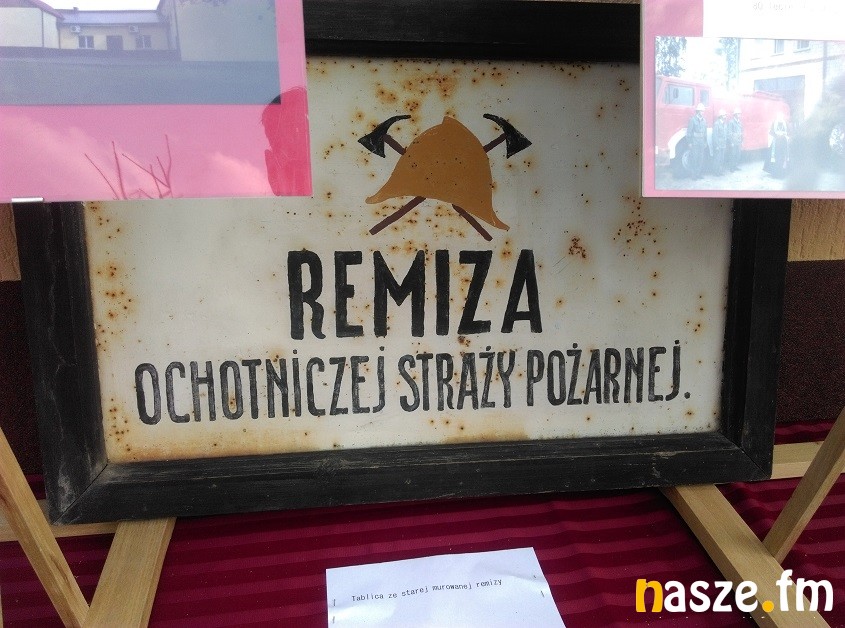 REMIZA
OCHOTNICZEJ STRAŻY POŻARNEJ.
Tablica ze starej murowanej remizy
nasze.fm